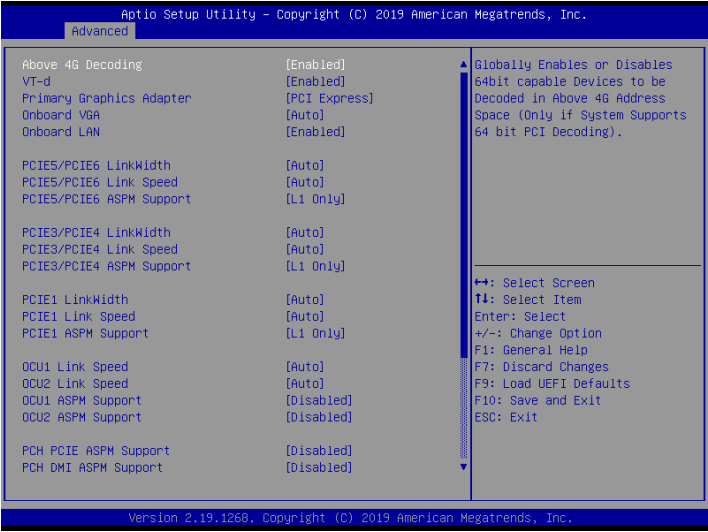 Aptio Setup Utility – Copyright (C) 2019 American Megatrends, Inc.
Advanced
Above 4G Decoding [Enabled]
VT-d [Enabled]
Primary Graphics Adapter [PCI Express]
Onboard VGA [Auto]
Onboard LAN [Enabled]
PCIE5/PCIE6 LinkWidth [Auto]
PCIE5/PCIE6 Link Speed [Auto]
PCIE5/PCIE6 ASPM Support [L1 Only]
PCIE3/PCIE4 LinkWidth [Auto]
PCIE3/PCIE4 Link Speed [Auto]
PCIE3/PCIE4 ASPM Support [L1 Only]
PCIE1 LinkWidth [Auto]
PCIE1 Link Speed [Auto]
PCIE1 ASPM Support [L1 Only]
OCU1 Link Speed [Auto]
OCU2 Link Speed [Auto]
OCU1 ASPM Support [Disabled]
OCU2 ASPM Support [Disabled]
PCH PCIE ASPM Support [Disabled]
PCH DMI ASPM Support [Disabled]
Globally Enables or Disables
64bit capable Devices to be
Decoded in Above 4G Address
Space (Only if System Supports
64 bit PCI Decoding).
↔: Select Screen
↑↓: Select Item
Enter: Select
+/-: Change Option
F1: General Help
F7: Discard Changes
F9: Load UEFI Defaults
F10: Save and Exit
ESC: Exit
Version 2.19.1268. Copyright (C) 2019 American Megatrends, Inc.